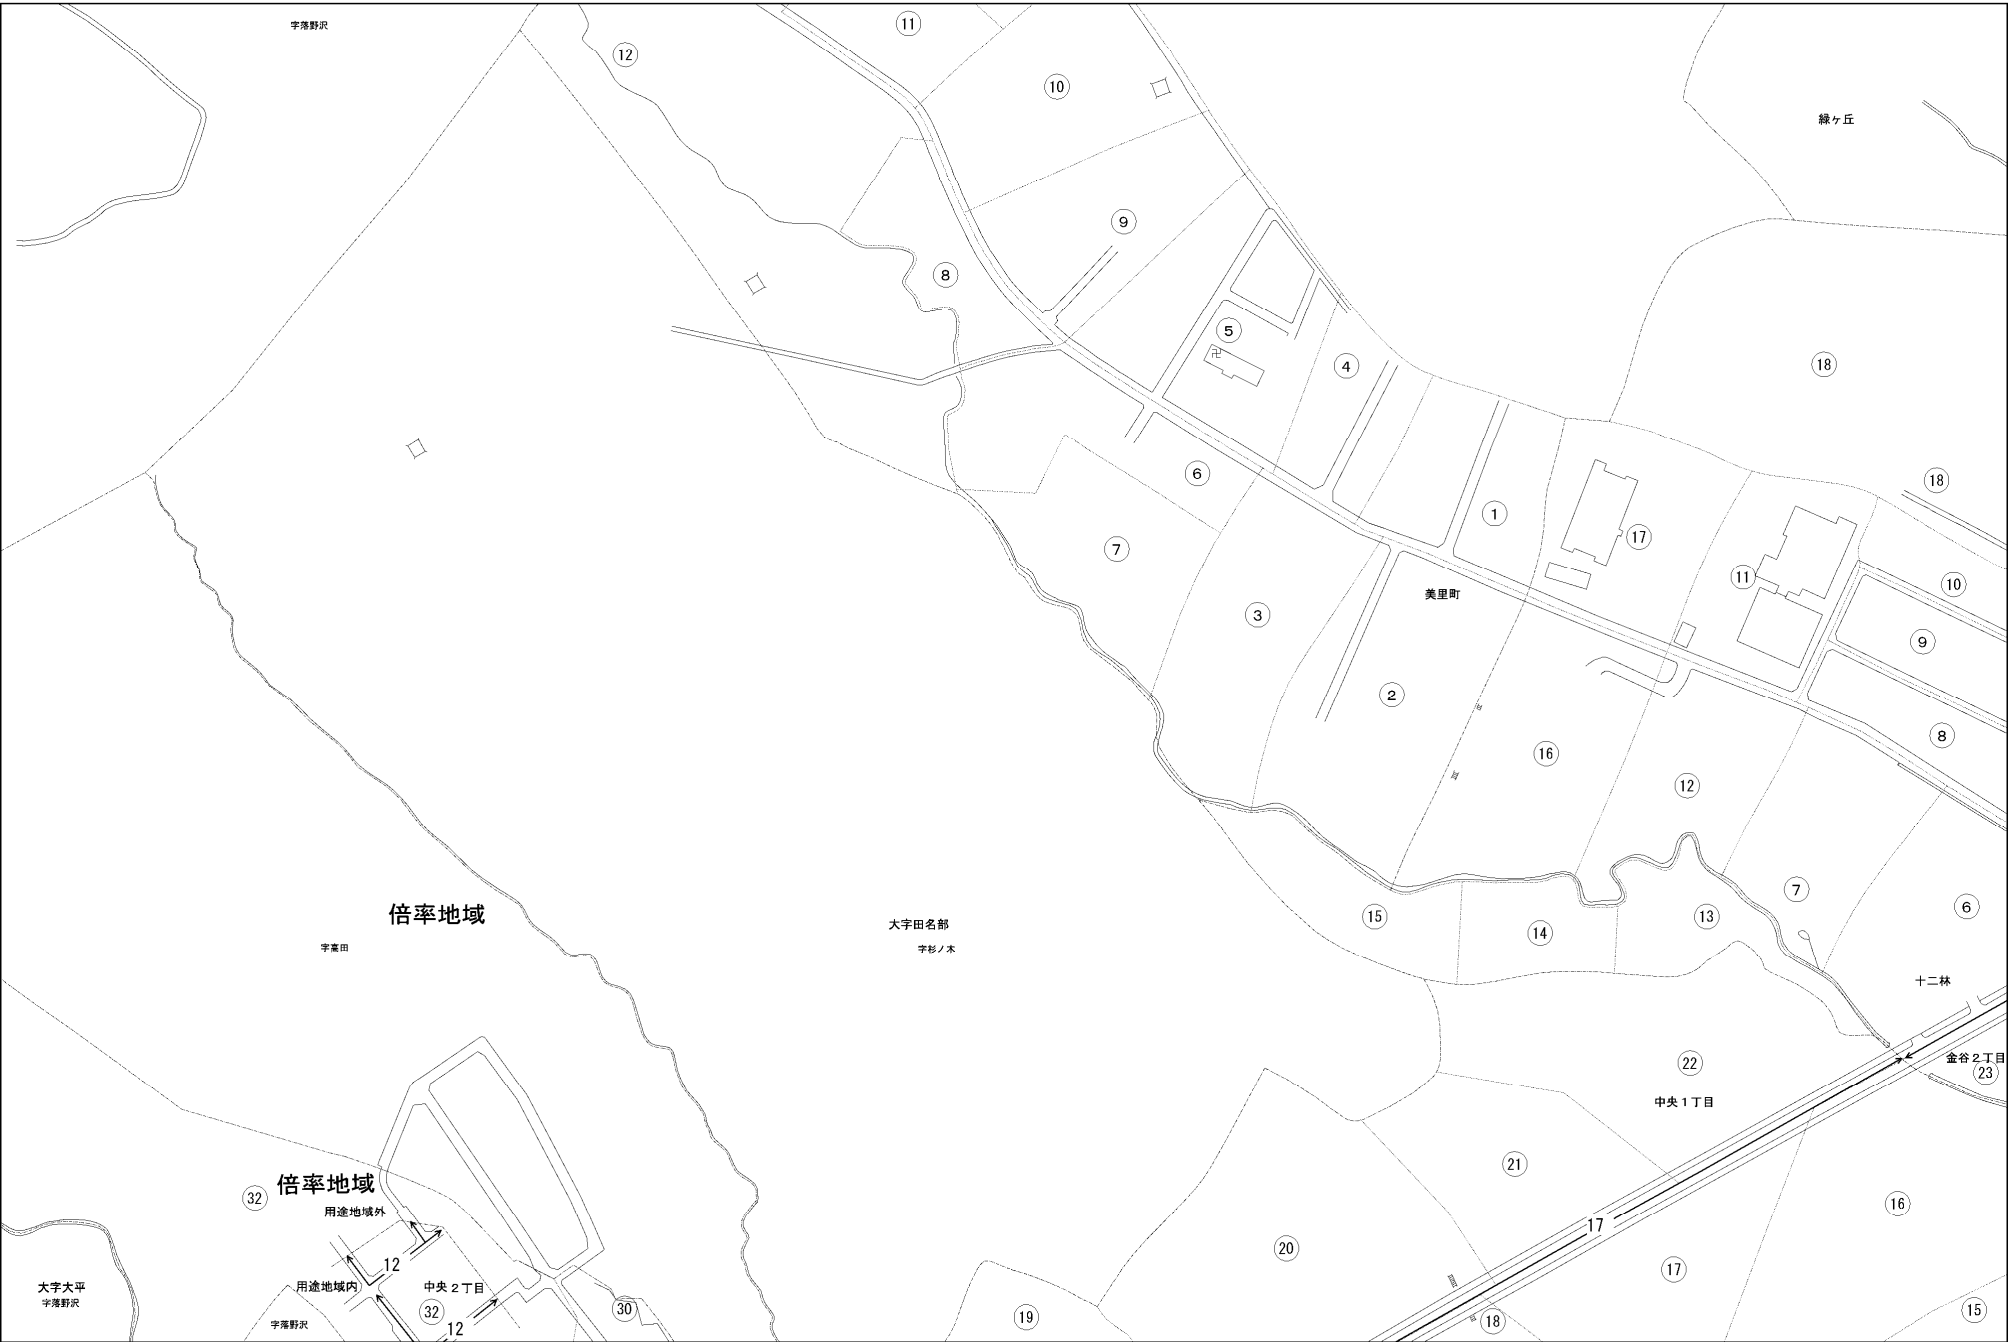 字落野沢
⑪
⑫
⑩
緑ヶ丘
⑨
⑧
⑤
卍
④
⑱
⑥
⑱
①
⑰
⑦
⑪
⑩
美里町
③
⑨
②
⑧
⑯
⑫
⑦
⑥
倍率地域
大字田名部
⑮
⑬
⑭
字高田
字杉ノ木
十二林
金谷２丁目
㉒
㉓
中央１丁目
㉑
倍率地域
㉜
⑯
用途地域外
17
⑳
12
⑰
用途地域内
中央２丁目
大字大平
字落野沢
㉜
㉚
⑲
⑱
⑮
字落野沢
12